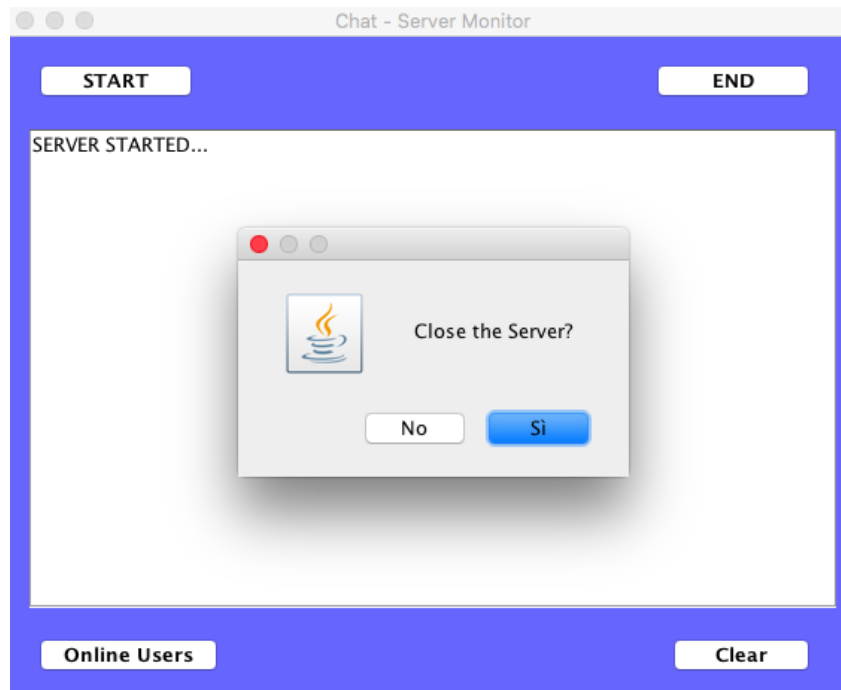 Chat - Server Monitor
START
END
SERVER STARTED...
Close the Server?
No
Sì
Online Users
Clear